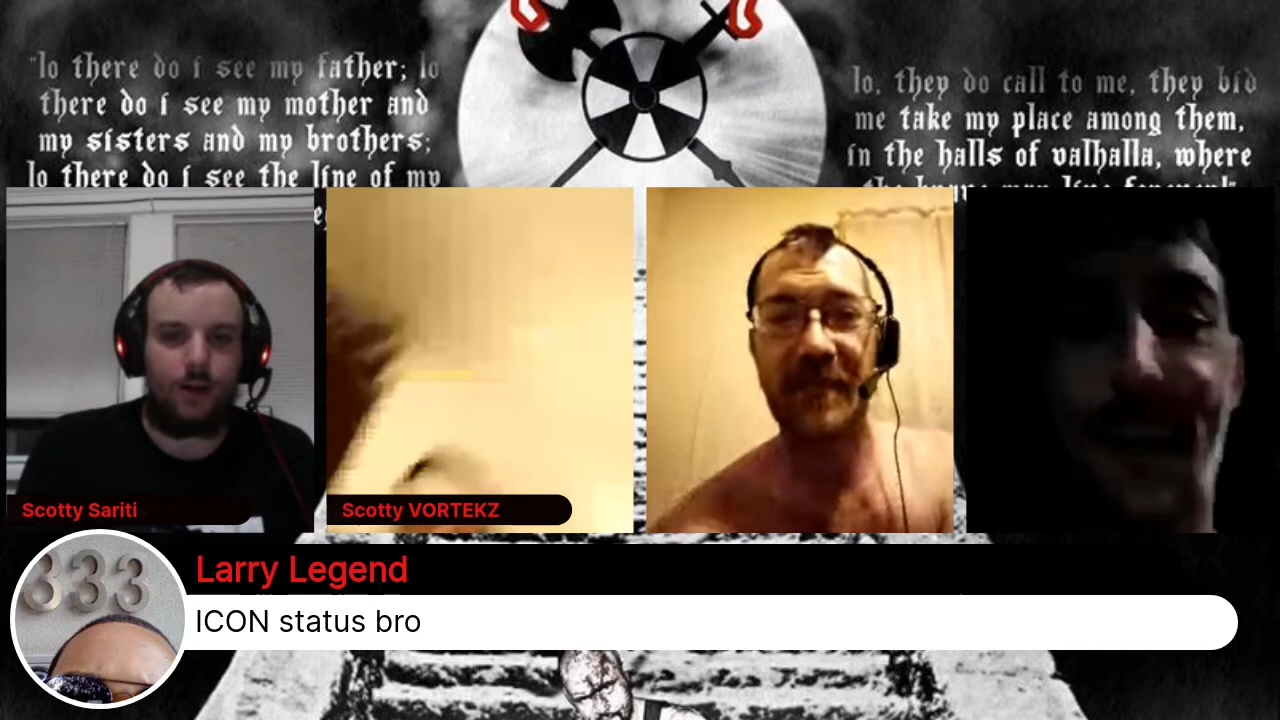 "lo there do i see my father; lo
there do i see my mother and
my sisters and my brothers;
lo there do i see the line of my
lo, they do call to me, they bid
me take my place among them,
in the halls of valhalla, where
Scotty Sariti
Scotty VORTEKZ
333
Larry Legend
ICON status bro